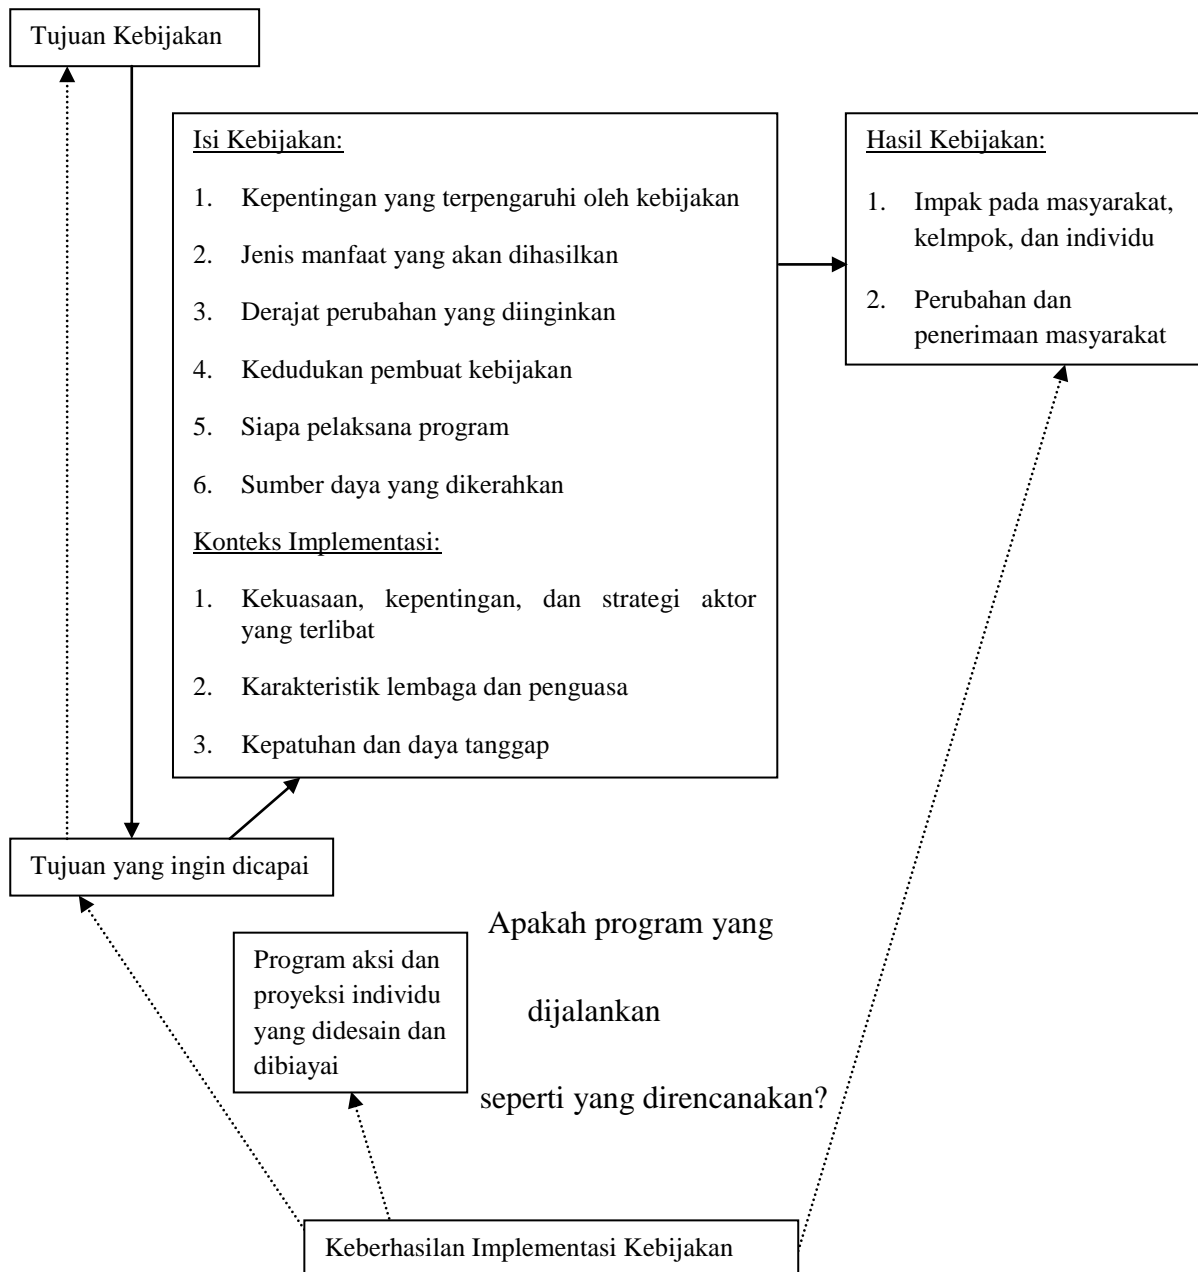 Tujuan Kebijakan
Isi Kebijakan:
1. Kepentingan yang terpengaruhi oleh kebijakan
2. Jenis manfaat yang akan dihasilkan
3. Derajat perubahan yang diinginkan
4. Kedudukan pembuat kebijakan
5. Siapa pelaksana program
6. Sumber daya yang dikerahkan
Konteks Implementasi:
1. Kekuasaan, kepentingan, dan strategi aktor
yang terlibat
2. Karakteristik lembaga dan penguasa
3. Kepatuhan dan daya tanggap
Hasil Kebijakan:
1. Impak pada masyarakat,
kelmpok, dan individu
2. Perubahan dan
penerimaan masyarakat
Tujuan yang ingin dicapai
Program aksi dan
proyeksi individu
yang didesain dan
dibiayai
Apakah program yang
dijalankan
seperti yang direncanakan?
Keberhasilan Implementasi Kebijakan